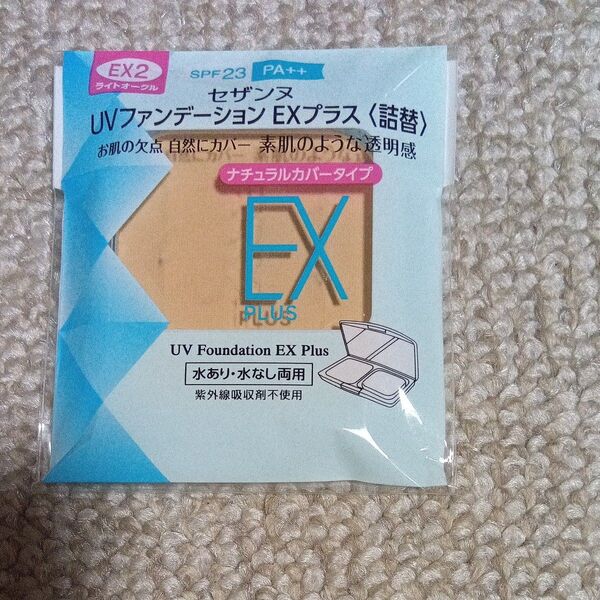 EX2
ライトオークル
SPF23 PA++
セザンヌ
UVファンデーション EXプラス〈詰替〉
お肌の欠点 自然にカバー 素肌のような透明感
ナチュラルカバータイプ
EX
PLUS
PLUS
UV Foundation EX Plus
水あり・水なし両用
紫外線吸収剤不使用